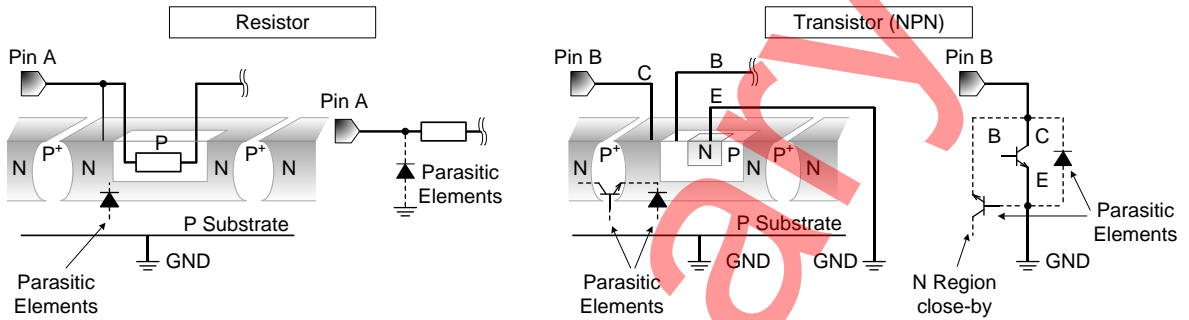 Resistor
Transistor (NPN)
Pin A
Pin A
N
P+
N
P
N
P+
N
Parasitic
Elements
P Substrate
GND
Parasitic
Elements
Pin B
C
B
E
N
P+
N
P
N
P+
N
P Substrate
GND
GND
Parasitic
Elements
Pin B
B
C
E
Parasitic
Elements
GND
N Region
close-by
ary